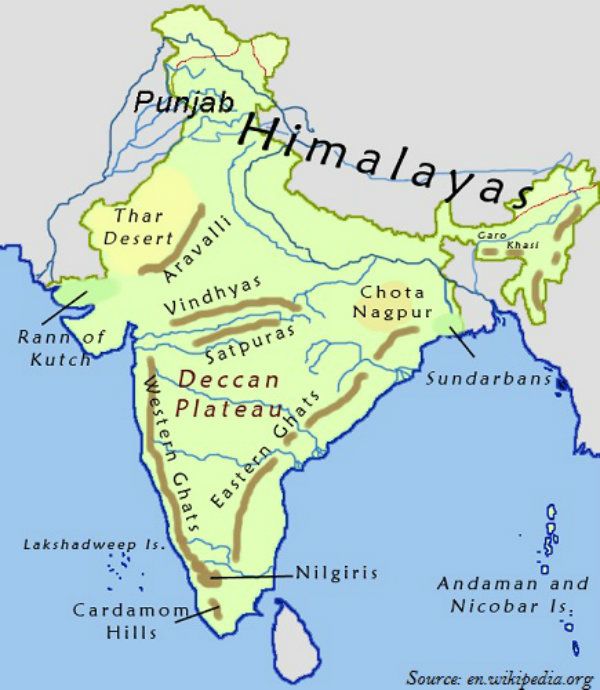 Punjab
Himalayas
Thar
Desert
Aravalli
Garo
Khasi
Vindhyas
Chota
Nagpur
Rann of
Kutch
Satpuras
Sundarbans
Deccan
Plateau
Western Ghats
Eastern Ghats
Lakshadweep Is.
Nilgiris
Andaman and
Nicobar Is.
Cardamom
Hills
Source: en.wikipedia.org